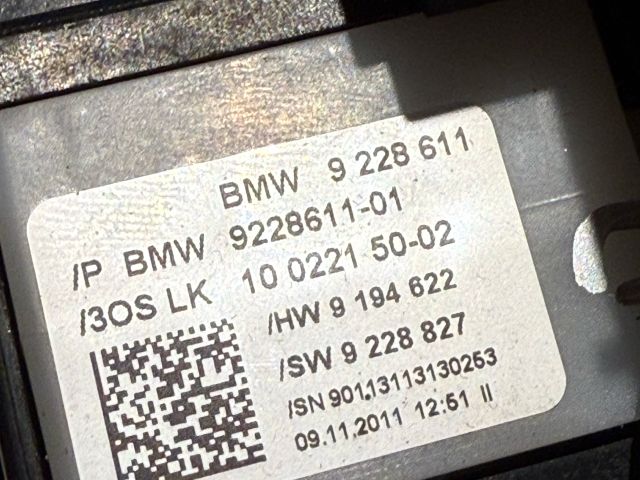 BMW 9 228 611
/P BMW 9228611-01
/3OS LK 10 0221 50-02
/HW 9 194 622
/SW 9 228 827
/SN 901.13113130253
09.11.2011 12:51 II